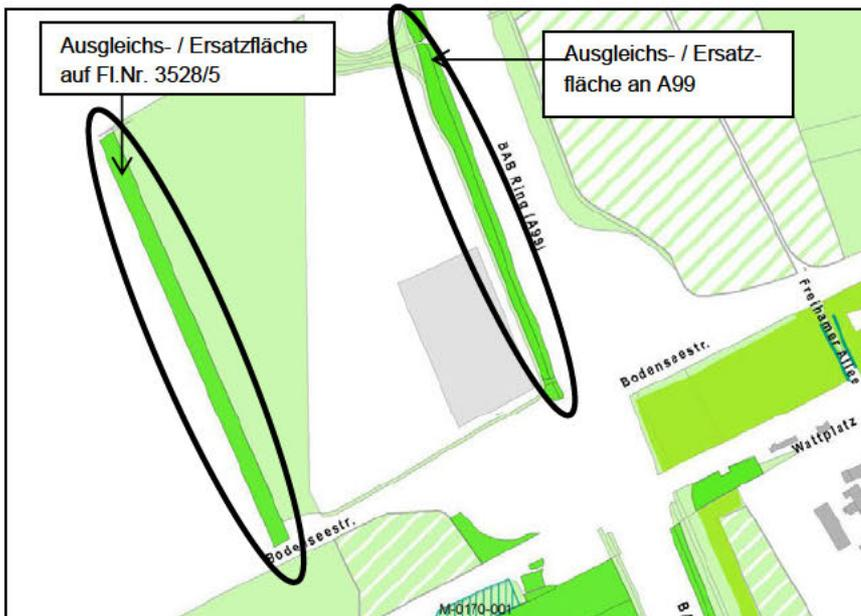 Ausgleichs- / Ersatzfläche
auf Fl.Nr. 3528/5
Ausgleichs- / Ersatz-
fläche an A99
BAB Ring (A99)
Bodenseestr.
Freihamer Allee
Wattplatz
Bodenseestr.
M-0170-001